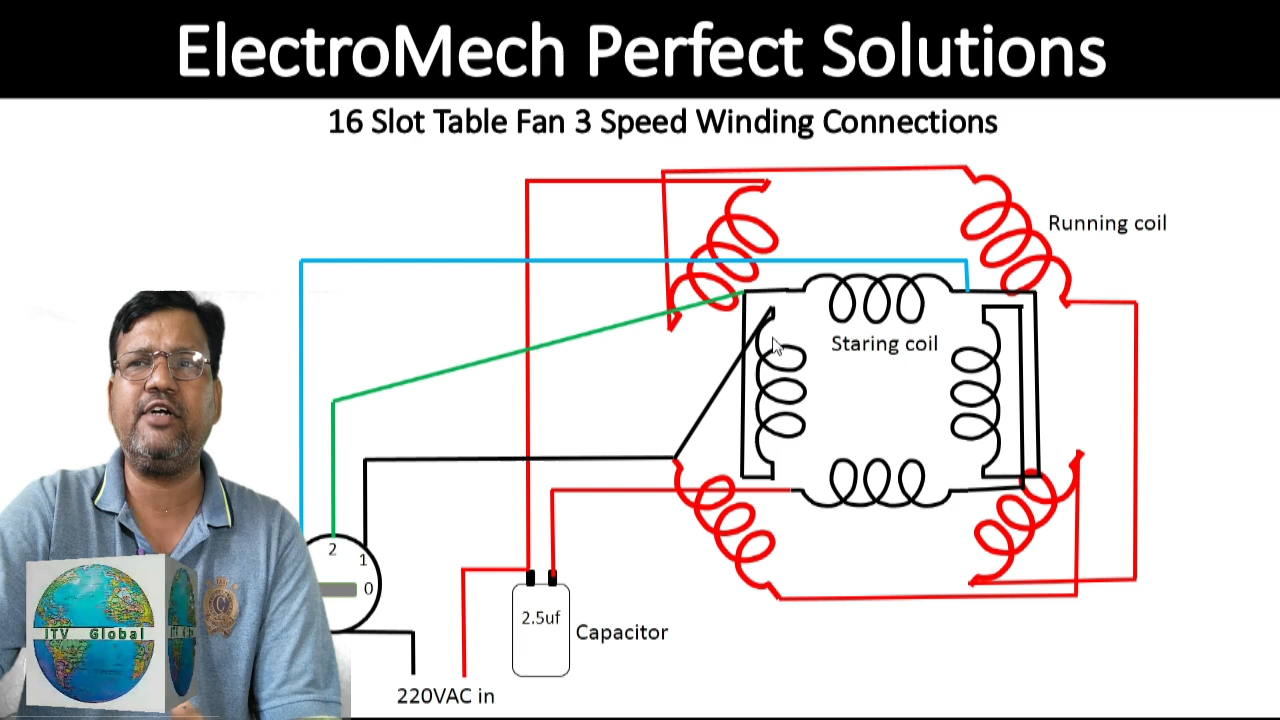 ElectroMech Perfect Solutions
16 Slot Table Fan 3 Speed Winding Connections
Running coil
Staring coil
2
1
0
2.5uf
Capacitor
ITV Global
220VAC in